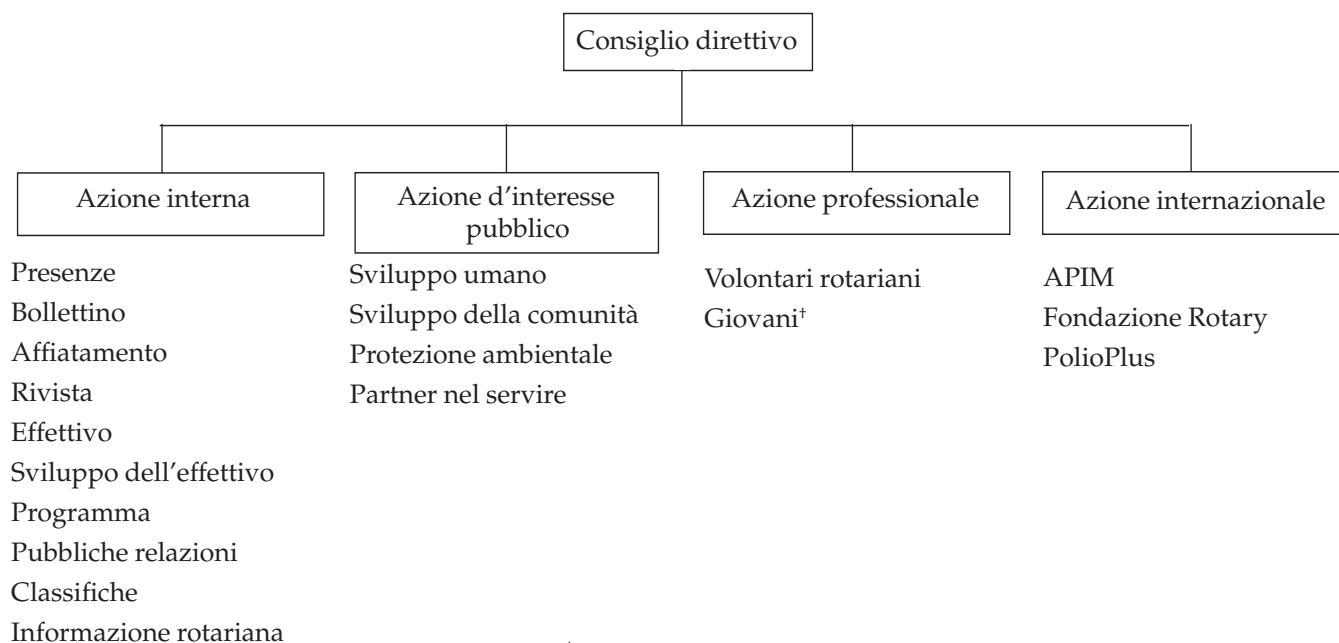 Consiglio direttivo
Azione interna
Presenze
Bollettino
Affiatamento
Rivista
Effettivo
Sviluppo dell'effettivo
Programma
Pubbliche relazioni
Classifiche
Informazione rotariana
Azione d'interesse
pubblico
Sviluppo umano
Sviluppo della comunità
Protezione ambientale
Partner nel servire
Azione professionale
Volontari rotariani
Giovani†
Azione internazionale
APIM
Fondazione Rotary
PolioPlus